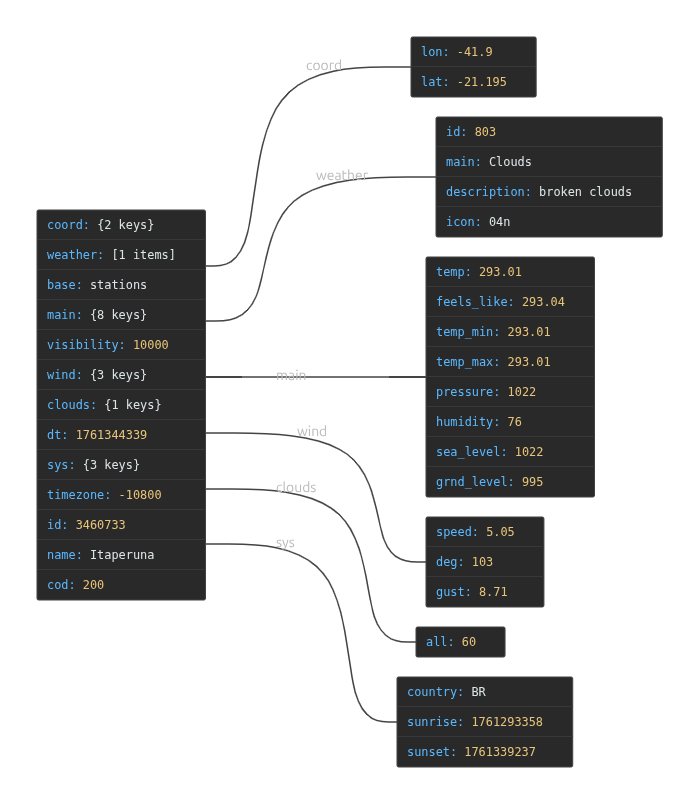 coord: {2 keys}
weather: [1 items]
base: stations
main: {8 keys}
visibility: 10000
wind: {3 keys}
clouds: {1 keys}
dt: 1761344339
sys: {3 keys}
timezone: -10800
id: 3460733
name: Itaperuna
cod: 200
coord
lon: -41.9
lat: -21.195
weather
id: 803
main: Clouds
description: broken clouds
icon: 04n
main
temp: 293.01
feels_like: 293.04
temp_min: 293.01
temp_max: 293.01
pressure: 1022
humidity: 76
sea_level: 1022
grnd_level: 995
wind
speed: 5.05
deg: 103
gust: 8.71
clouds
all: 60
sys
country: BR
sunrise: 1761293358
sunset: 1761339237